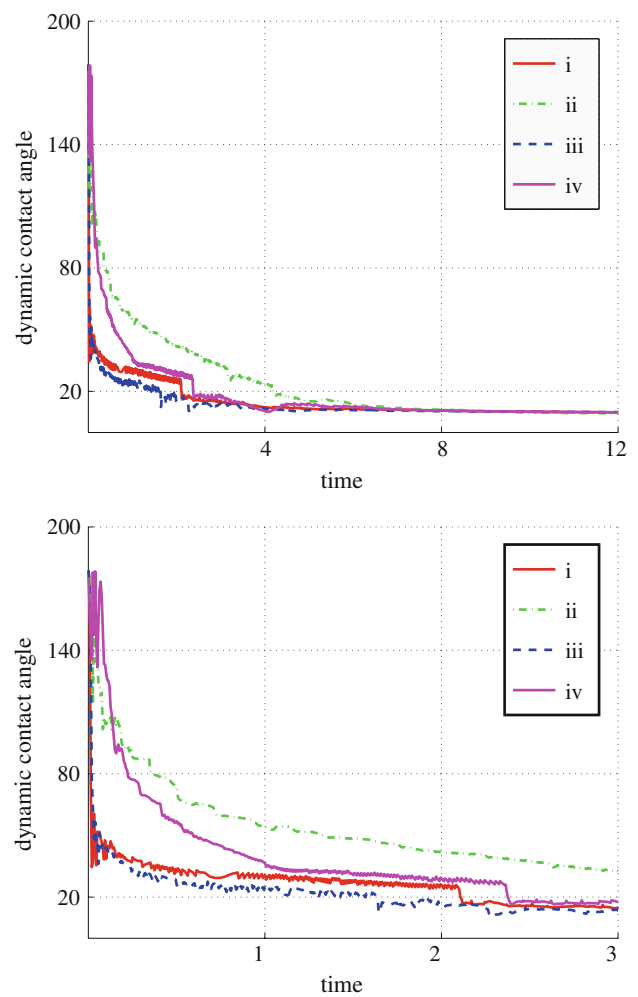 200
140
80
20
dynamic contact angle
i
ii
iii
iv
4
8
12
time
200
140
80
20
dynamic contact angle
i
ii
iii
iv
1
2
3
time